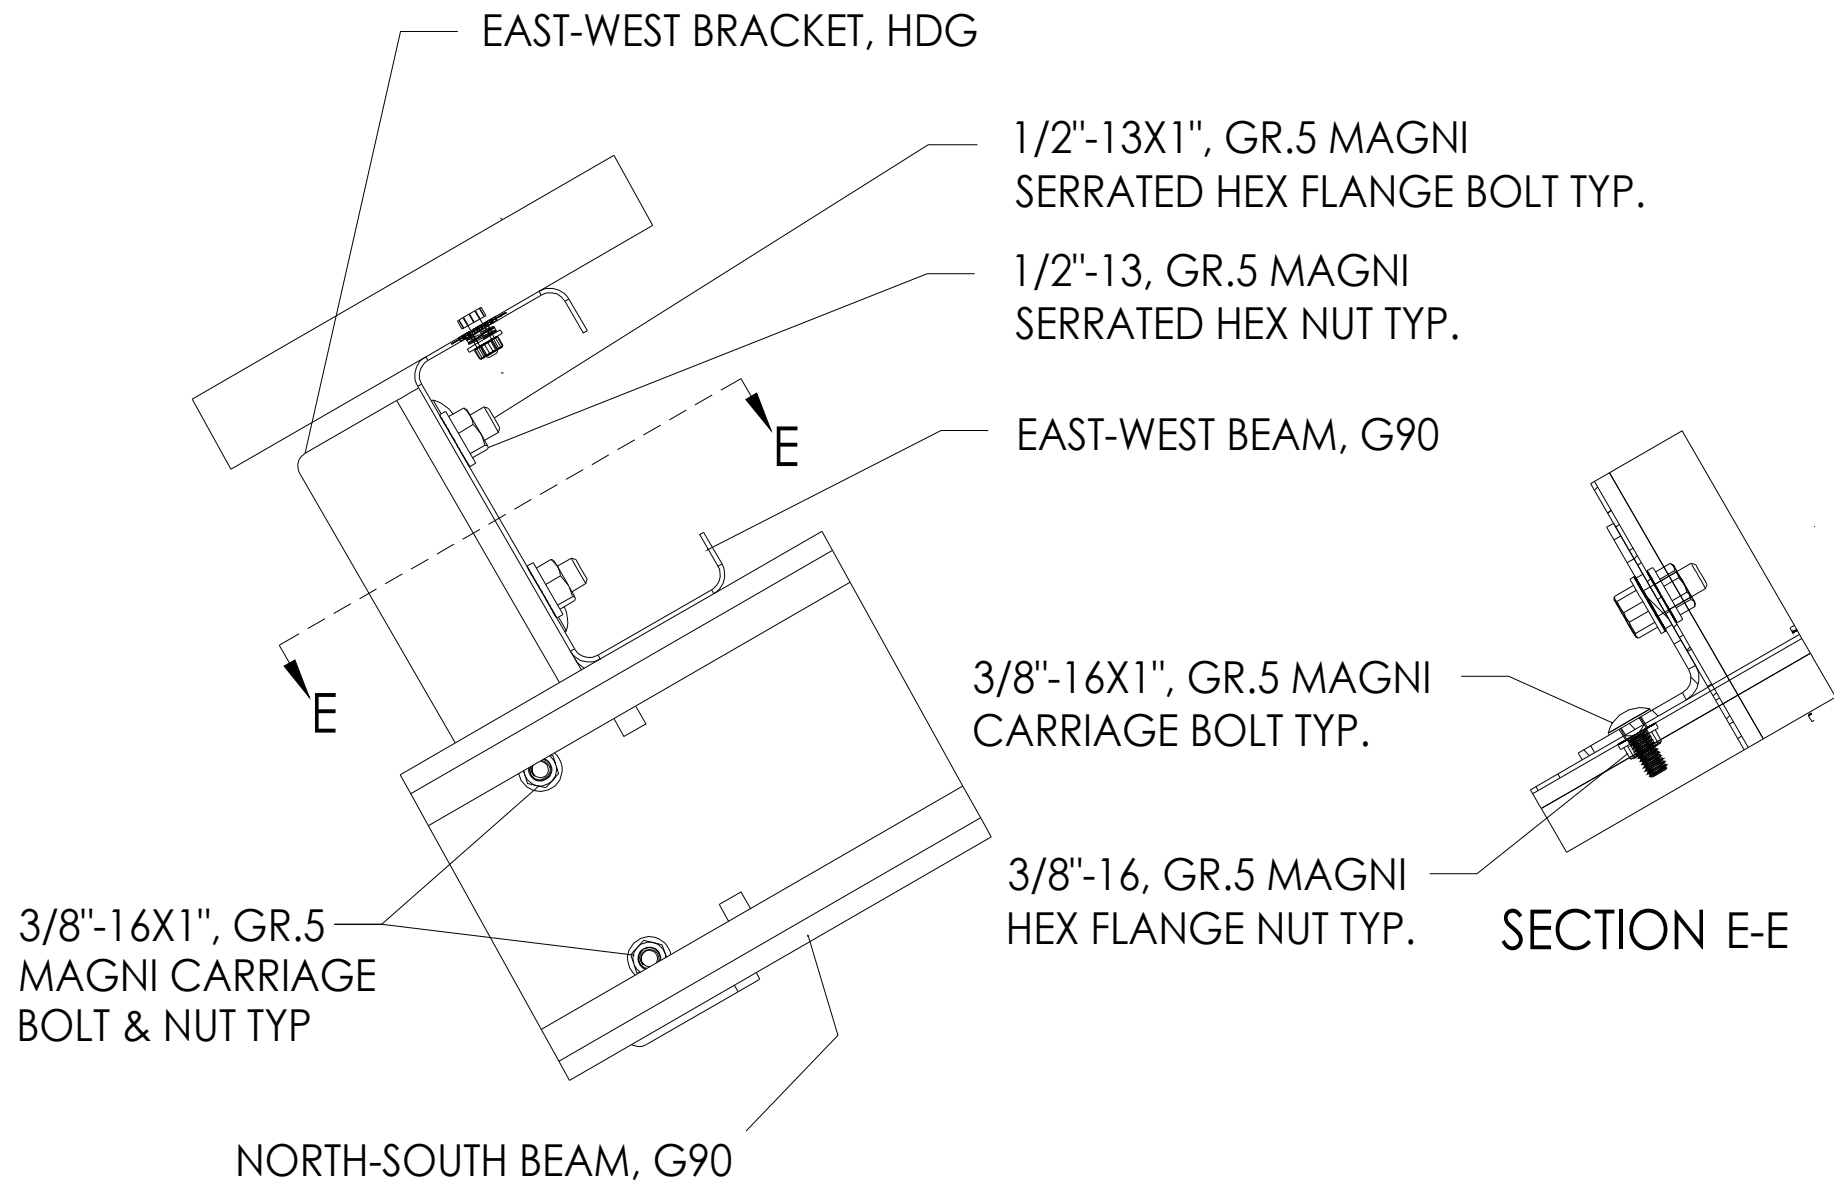 EAST-WEST BRACKET, HDG
1/2"-13X1", GR.5 MAGNI
SERRATED HEX FLANGE BOLT TYP.
1/2"-13, GR.5 MAGNI
SERRATED HEX NUT TYP.
E
EAST-WEST BEAM, G90
E
3/8"-16X1", GR.5 MAGNI
CARRIAGE BOLT TYP.
3/8"-16, GR.5 MAGNI
HEX FLANGE NUT TYP.
SECTION E-E
3/8"-16X1", GR.5
MAGNI CARRIAGE
BOLT & NUT TYP
NORTH-SOUTH BEAM, G90